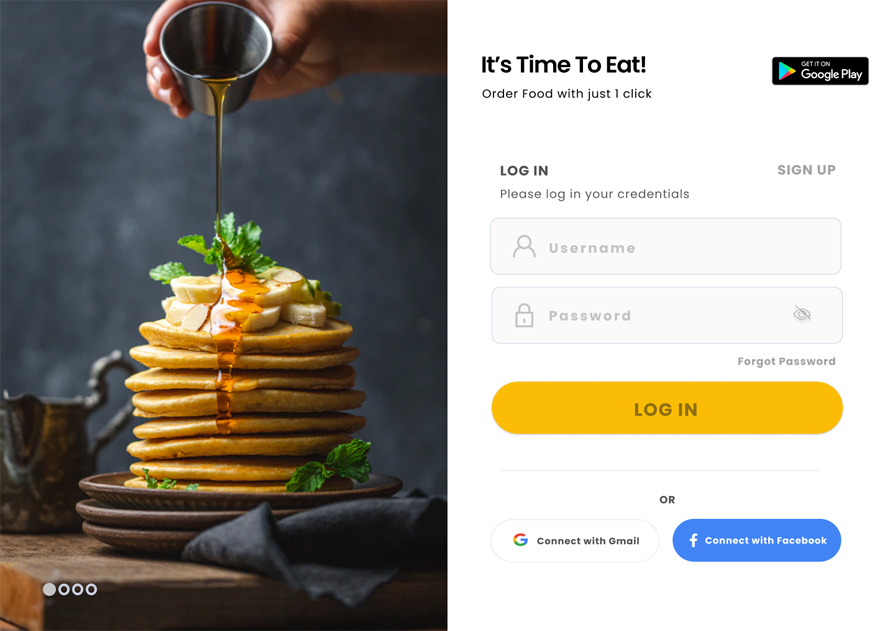 It's Time To Eat!
Order Food with just 1 click
GET IT ON
Google Play
LOG IN
SIGN UP
Please log in your credentials
Username
Password
Forgot Password
LOG IN
OR
Connect with Gmail
Connect with Facebook